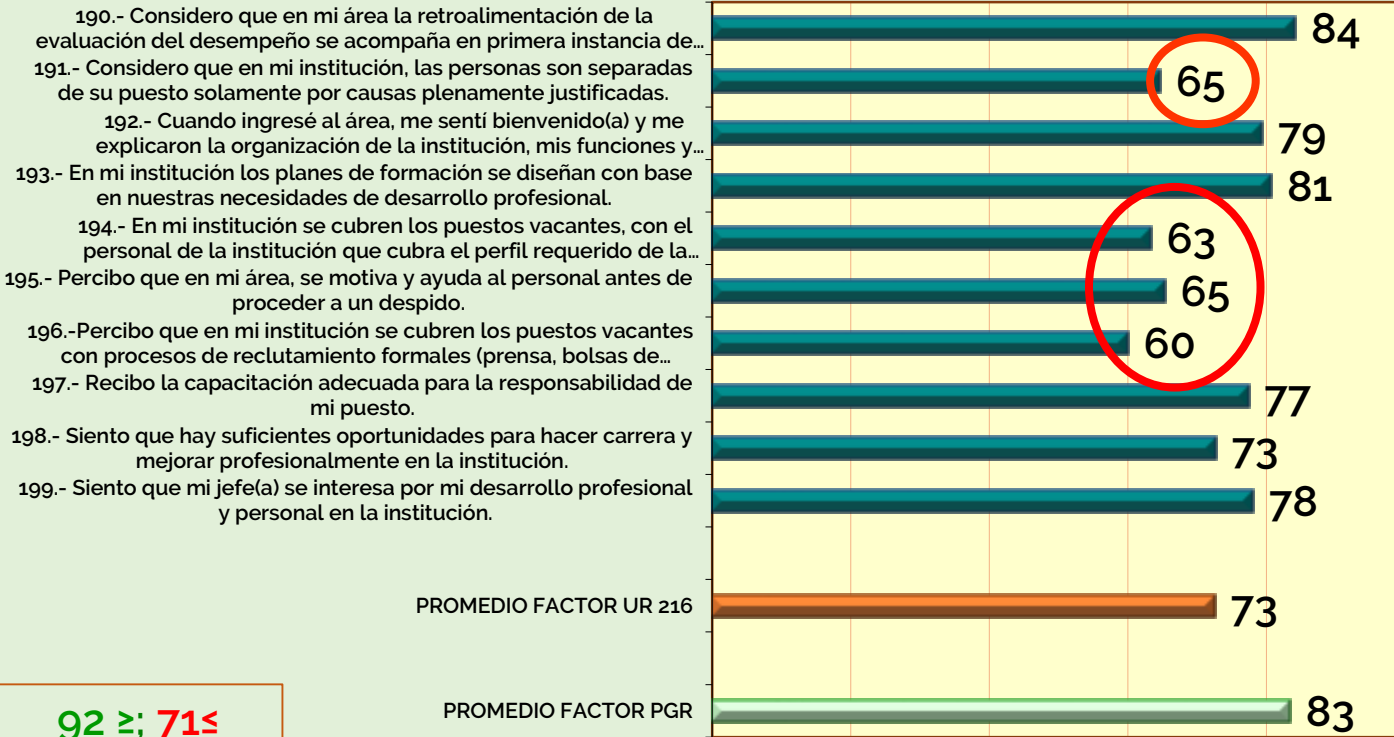 190.- Considero que en mi área la retroalimentación de la
evaluación del desempeño se acompaña en primera instancia de…
84
191.- Considero que en mi institución, las personas son separadas
de su puesto solamente por causas plenamente justificadas.
65
192.- Cuando ingresé al área, me sentí bienvenido(a) y me
explicaron la organización de la institución, mis funciones y…
79
193.- En mi institución los planes de formación se diseñan con base
en nuestras necesidades de desarrollo profesional.
81
194.- En mi institución se cubren los puestos vacantes, con el
personal de la institución que cubra el perfil requerido de la…
63
195.- Percibo que en mi área, se motiva y ayuda al personal antes de
proceder a un despido.
65
196.-Percibo que en mi institución se cubren los puestos vacantes
con procesos de reclutamiento formales (prensa, bolsas de…
60
197.- Recibo la capacitación adecuada para la responsabilidad de
mi puesto.
77
198.- Siento que hay suficientes oportunidades para hacer carrera y
mejorar profesionalmente en la institución.
73
199.- Siento que mi jefe(a) se interesa por mi desarrollo profesional
y personal en la institución.
78
PROMEDIO FACTOR UR 216
73
PROMEDIO FACTOR PGR
83
92 ≥; 71≤